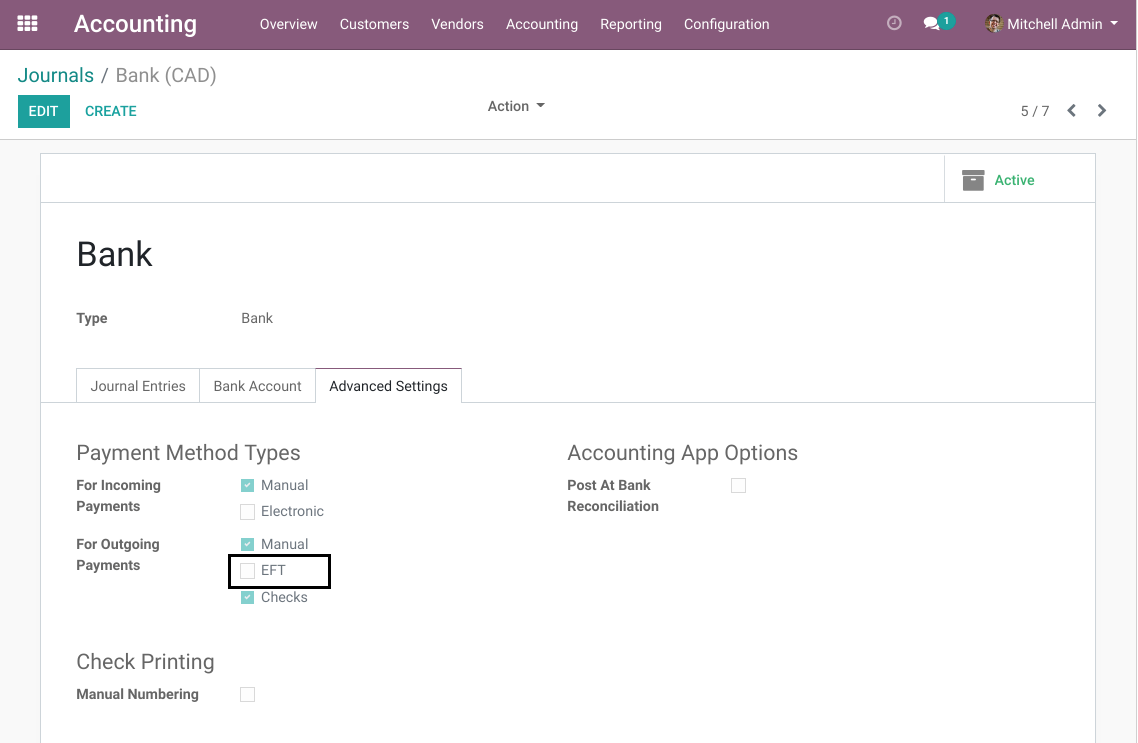 Accounting Overview Customers Vendors Accounting Reporting Configuration 1 Mitchell Admin
Journals / Bank (CAD)
EDIT CREATE Action 5 / 7
Active
Bank
Type Bank
Journal Entries Bank Account Advanced Settings
Payment Method Types
For Incoming Payments
Manual
Electronic
For Outgoing Payments
Manual
EFT
Checks
Accounting App Options
Post At Bank
Reconciliation
Check Printing
Manual Numbering